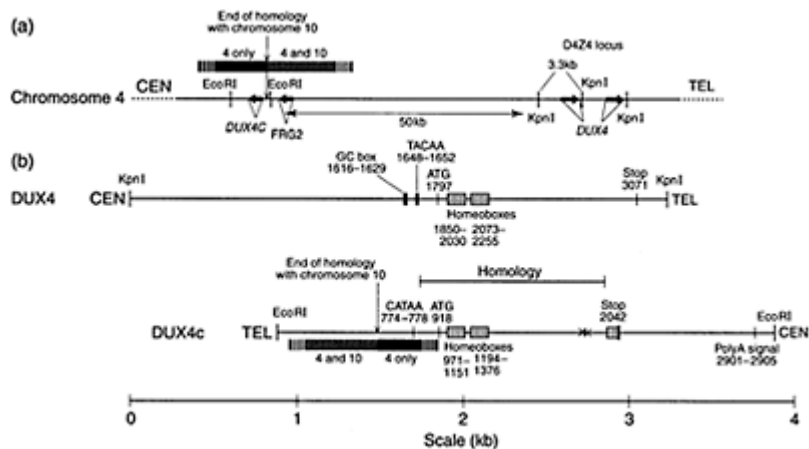 (a)
End of homology
with chromosome 10
4 only
4 and 10
D4Z4 locus
3.3kb
CEN
EcoRI
EcoRI
KpnI
TEL
Chromosome 4
DUX4C
FRG2
50kb
KpnI
DUX4
KpnI
(b)
TACAA
1648–1652
GC box
1616–1629
ATG
1797
Stop
3071
KpnI
KpnI
DUX4
CEN
TEL
Homeoboxes
1850–
2030
2073–
2255
End of homology
with chromosome 10
Homology
EcoRI
CATAA
774–778
ATG
918
Stop
2042
EcoRI
DUX4c
TEL
CEN
4 and 10
4 only
Homeoboxes
971–
1151
1194–
1376
PolyA signal
2901–2905
0
1
2
3
4
Scale (kb)